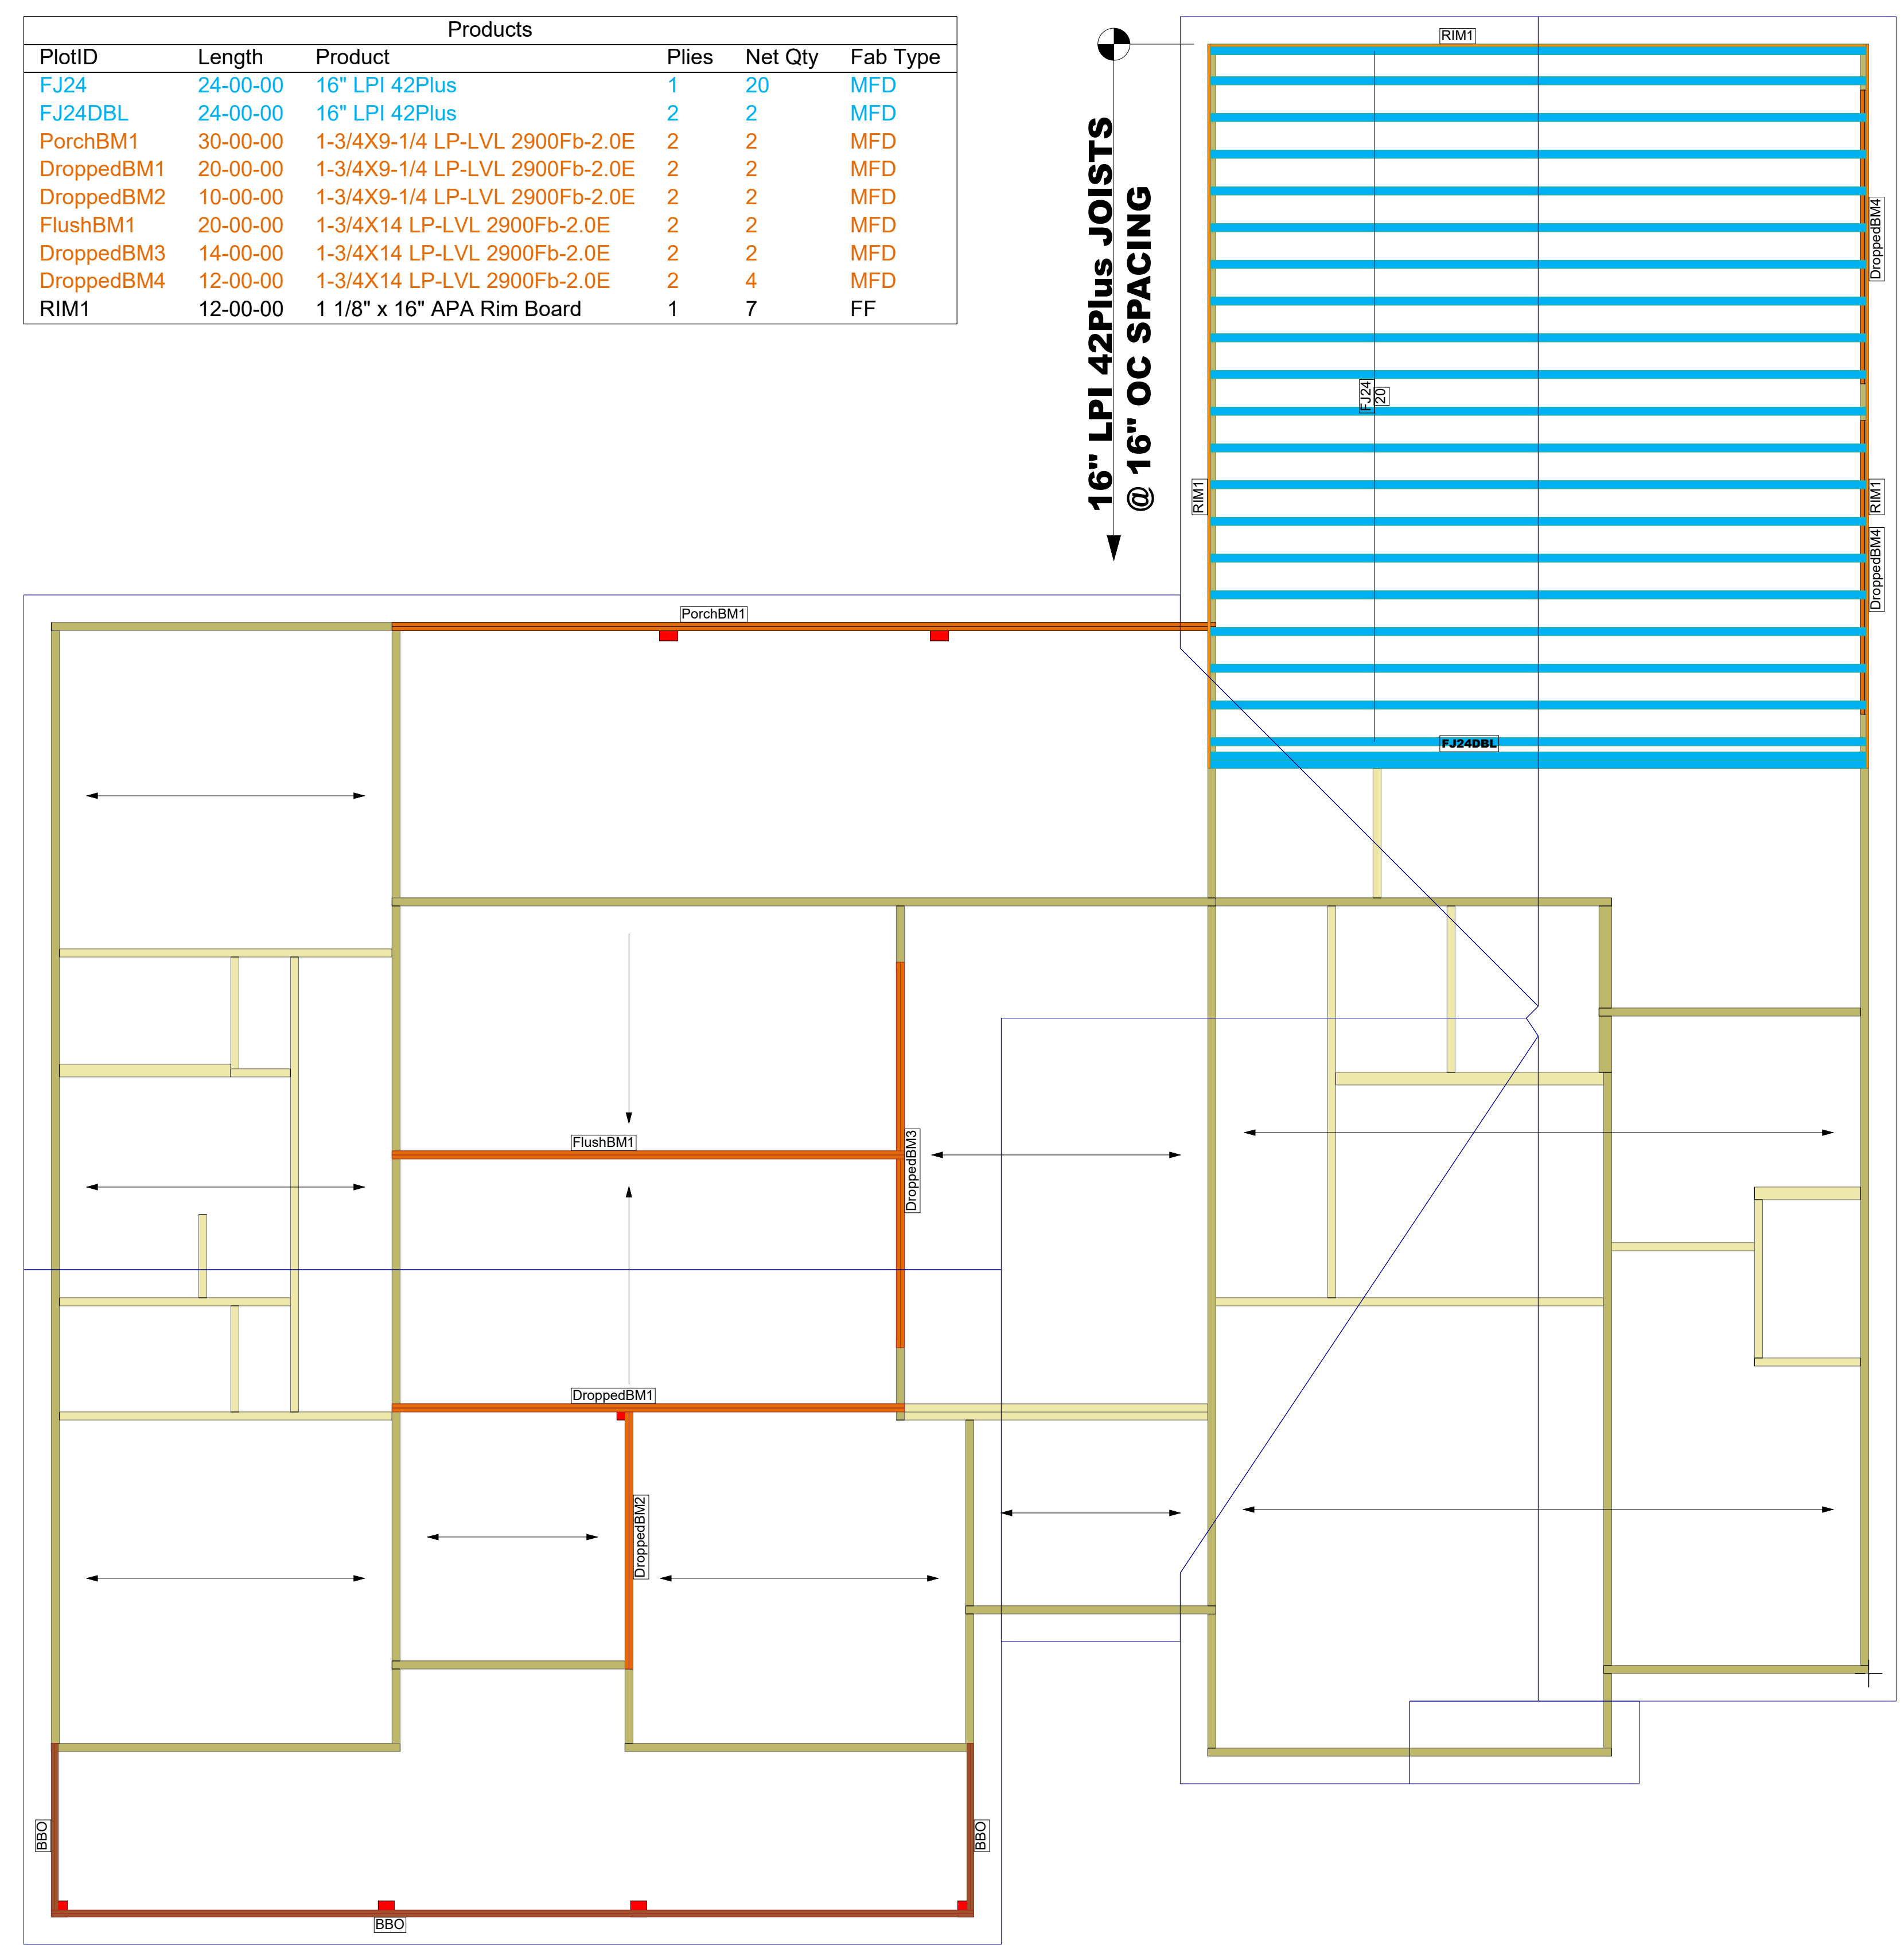 Products
PlotID Length Product Plies Net Qty Fab Type
FJ24 24-00-00 16" LPI 42Plus 1 20 MFD
FJ24DBL 24-00-00 16" LPI 42Plus 2 2 MFD
PorchBM1 30-00-00 1-3/4X9-1/4 LP-LVL 2900Fb-2.0E 2 2 MFD
DroppedBM1 20-00-00 1-3/4X9-1/4 LP-LVL 2900Fb-2.0E 2 2 MFD
DroppedBM2 10-00-00 1-3/4X9-1/4 LP-LVL 2900Fb-2.0E 2 2 MFD
FlushBM1 20-00-00 1-3/4X14 LP-LVL 2900Fb-2.0E 2 2 MFD
DroppedBM3 14-00-00 1-3/4X14 LP-LVL 2900Fb-2.0E 2 2 MFD
DroppedBM4 12-00-00 1-3/4X14 LP-LVL 2900Fb-2.0E 2 4 MFD
RIM1 12-00-00 1 1/8" x 16" APA Rim Board 1 7 FF
RIM1
16" LPI 42Plus JOISTS
@ 16" OC SPACING
DroppedBM4
FJ24
20
RIM1
RIM1
DroppedBM4
PorchBM1
FJ24DBL
FlushBM1
DroppedBM3
DroppedBM1
DroppedBM2
BBO
BBO
BBO